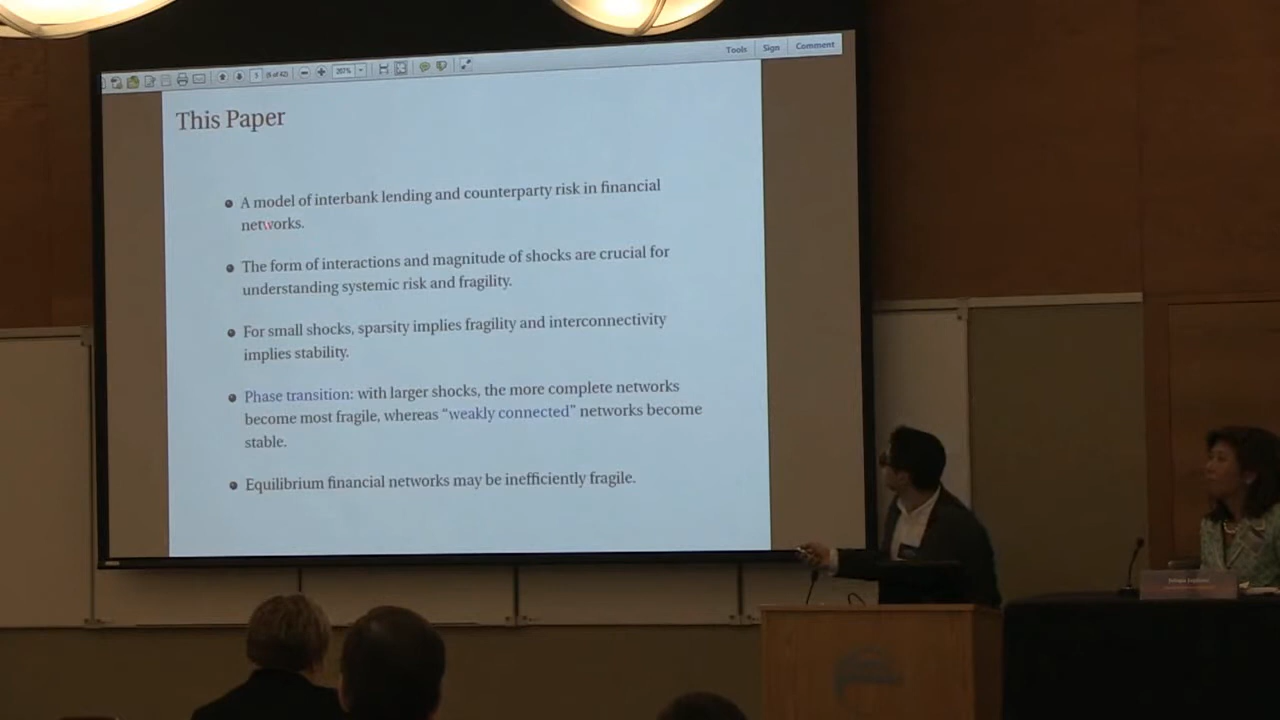 Tools Sign Comment
This Paper
A model of interbank lending and counterparty risk in financial
networks.
The form of interactions and magnitude of shocks are crucial for
understanding systemic risk and fragility.
For small shocks, sparsity implies fragility and interconnectivity
implies stability.
Phase transition: with larger shocks, the more complete networks
become most fragile, whereas “weakly connected” networks become
stable.
Equilibrium financial networks may be inefficiently fragile.